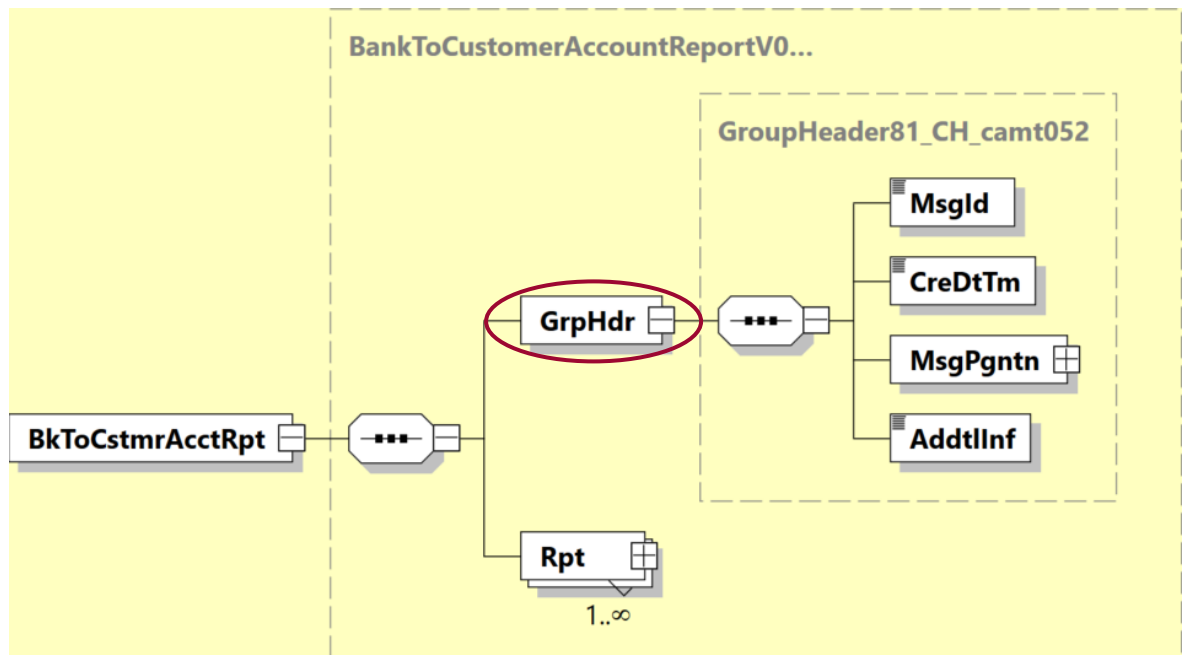 BankToCustomerAccountReportV0...
GroupHeader81_CH_camt052
MsgId
CreDtTm
GrpHdr
MsgPgntn
BkToCstmrAcctRpt
AddtlInf
Rpt
1..∞